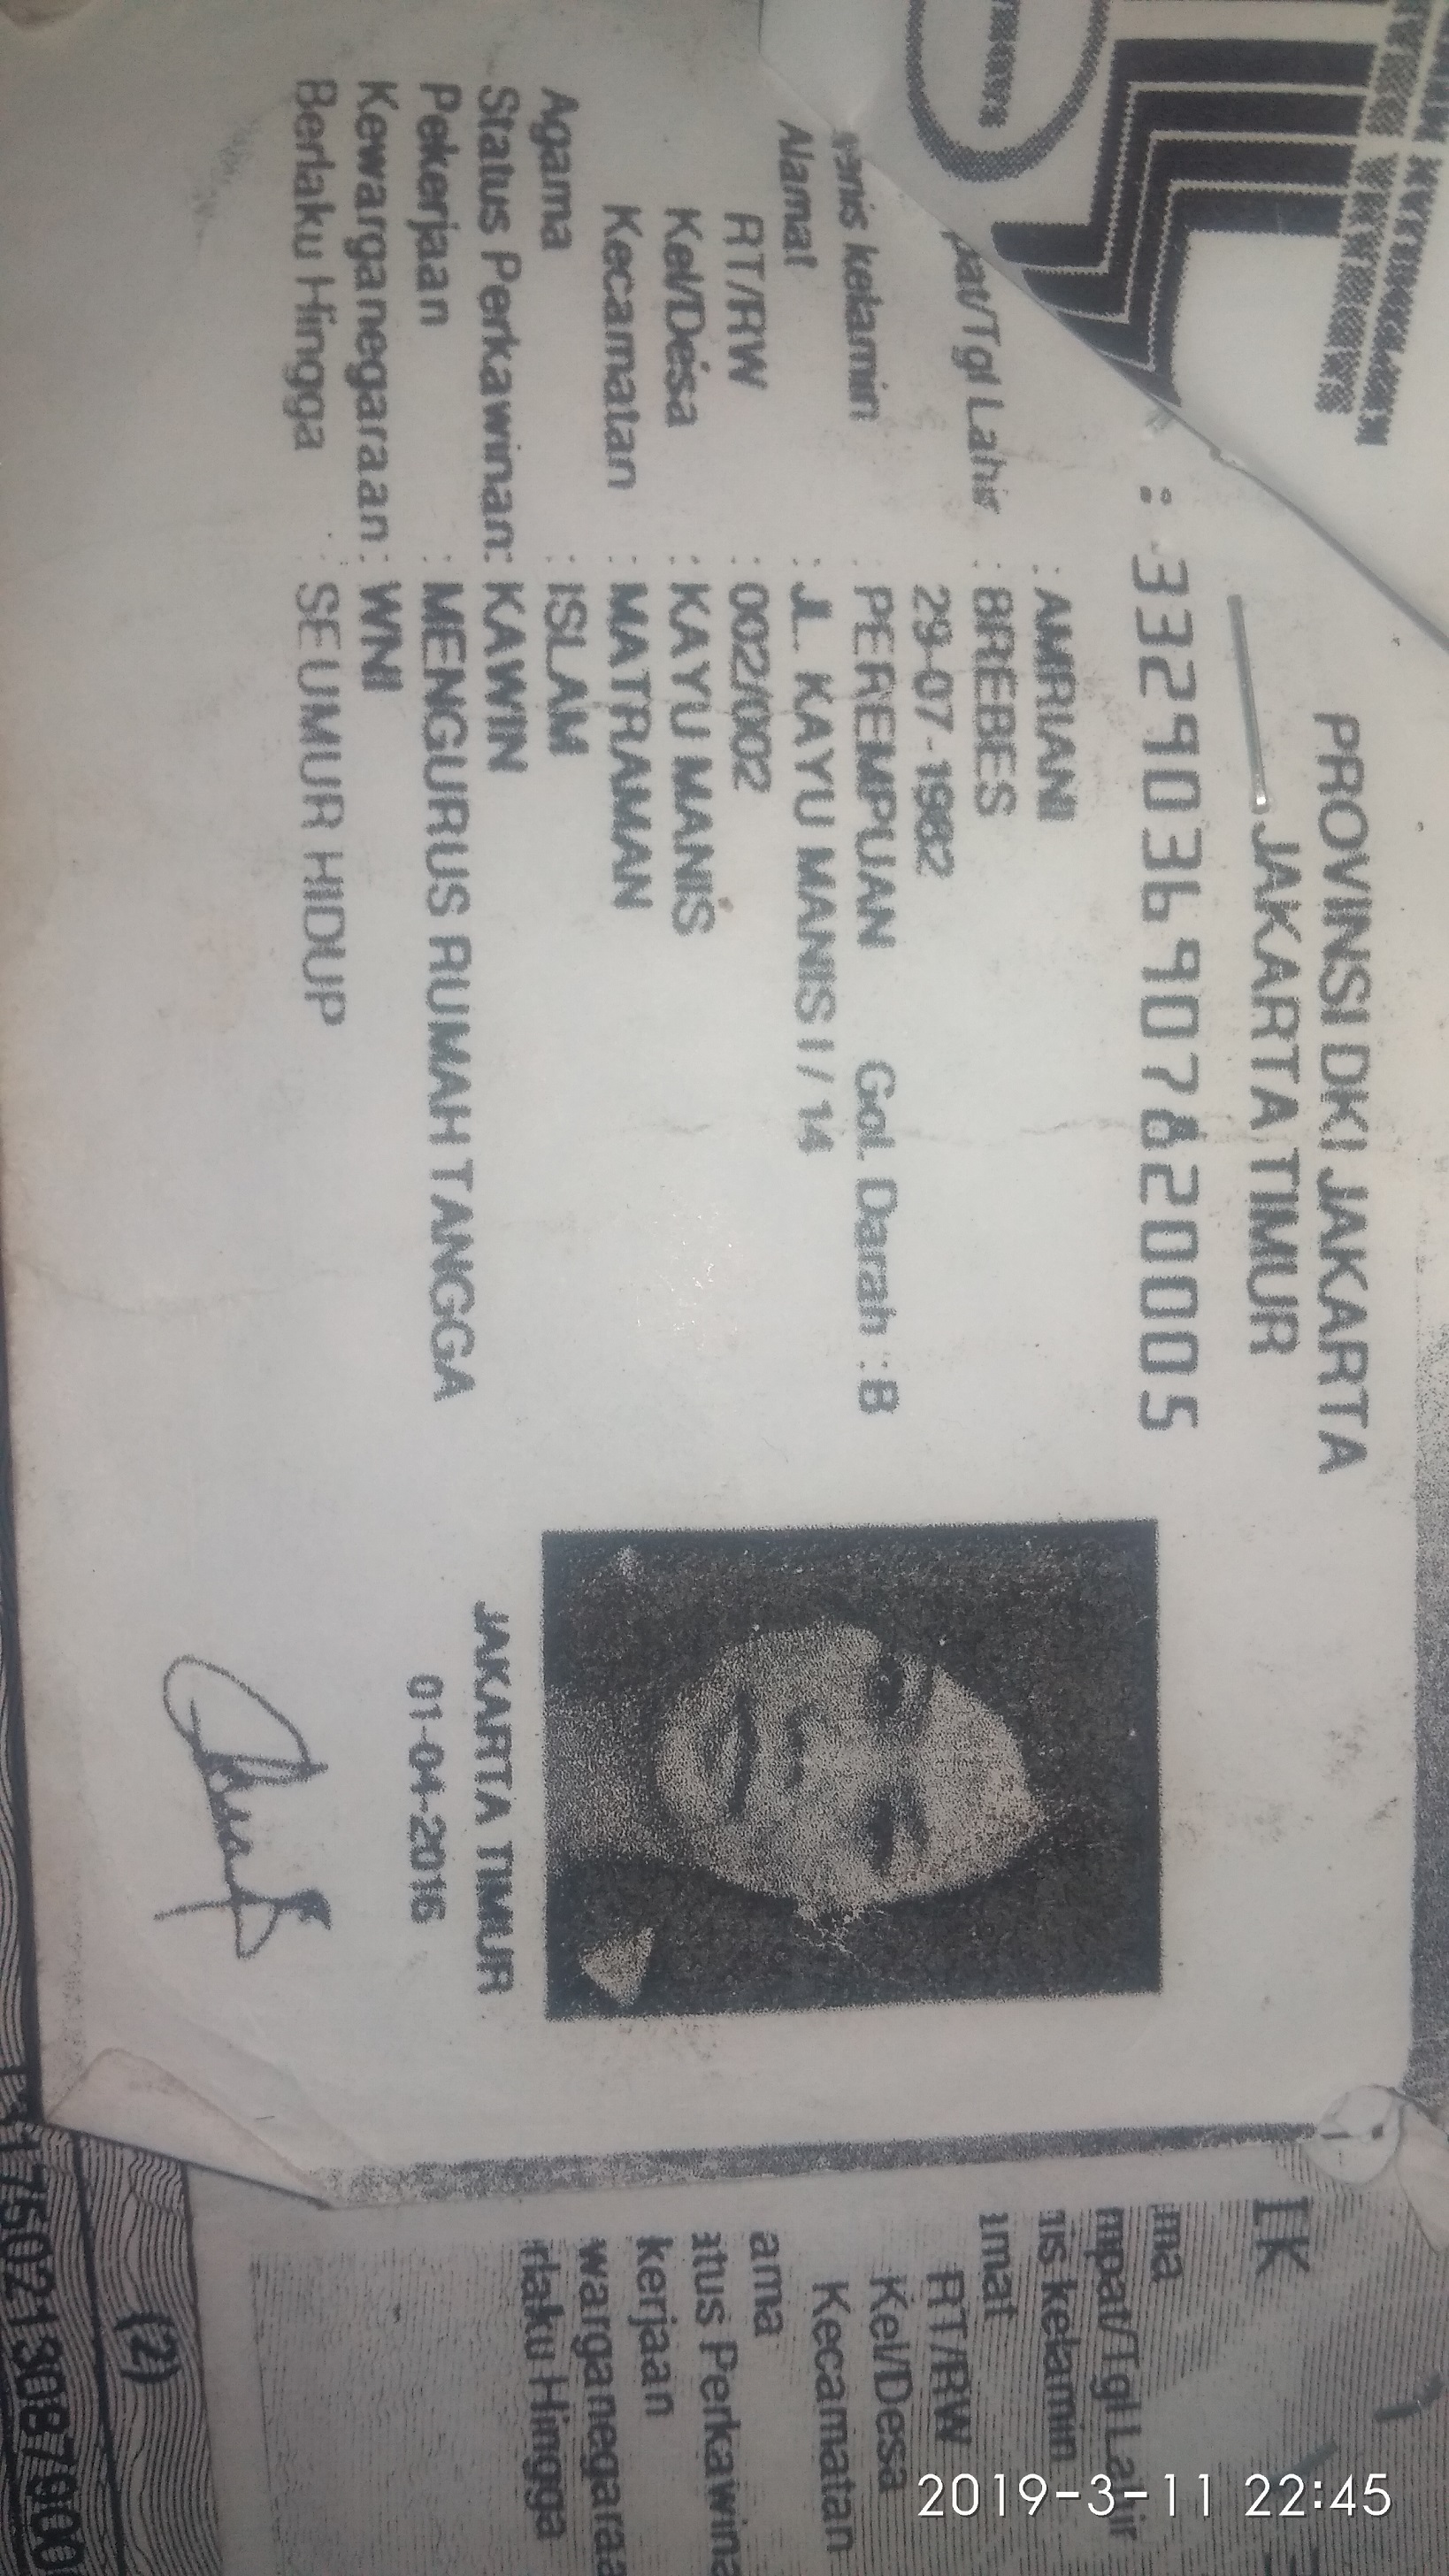 PROVINSI DKI JAKARTA
JAKARTA TIMUR
: 3329036907820005
: AMRIANI
pat/Tgl Lahir : BREBES
29-07-1982
enis kelamin : PEREMPUAN Gol. Darah : B
Alamat : JL. KAYU MANIS I / 14
RT/RW : 002/002
Kel/Desa : KAYU MANIS
Kecamatan : MATRAMAN
Agama : ISLAM
Status Perkawinan: KAWIN
Pekerjaan : MENGURUS RUMAH TANGGA
Kewarganegaraan : WNI
Berlaku Hingga : SEUMUR HIDUP
JAKARTA TIMUR
01-04-2016
IK
ama
mpat/Tgl Lahir
nis kelamin
amat
RT/RW
Kel/Desa
Kecamatan
ama
atus Perkawina
kerjaan
warganegaraa
rlaku Hingga
(2)
2019-3-11 22:45